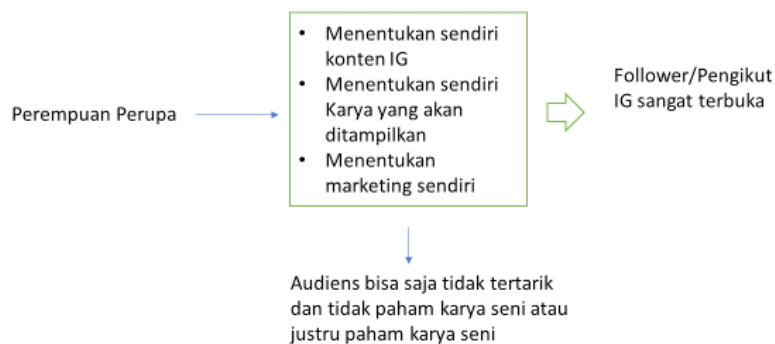 Perempuan Perupa
• Menentukan sendiri
konten IG
• Menentukan sendiri
Karya yang akan
ditampilkan
• Menentukan
marketing sendiri
Follower/Pengikut
IG sangat terbuka
Audiens bisa saja tidak tertarik
dan tidak paham karya seni atau
justru paham karya seni